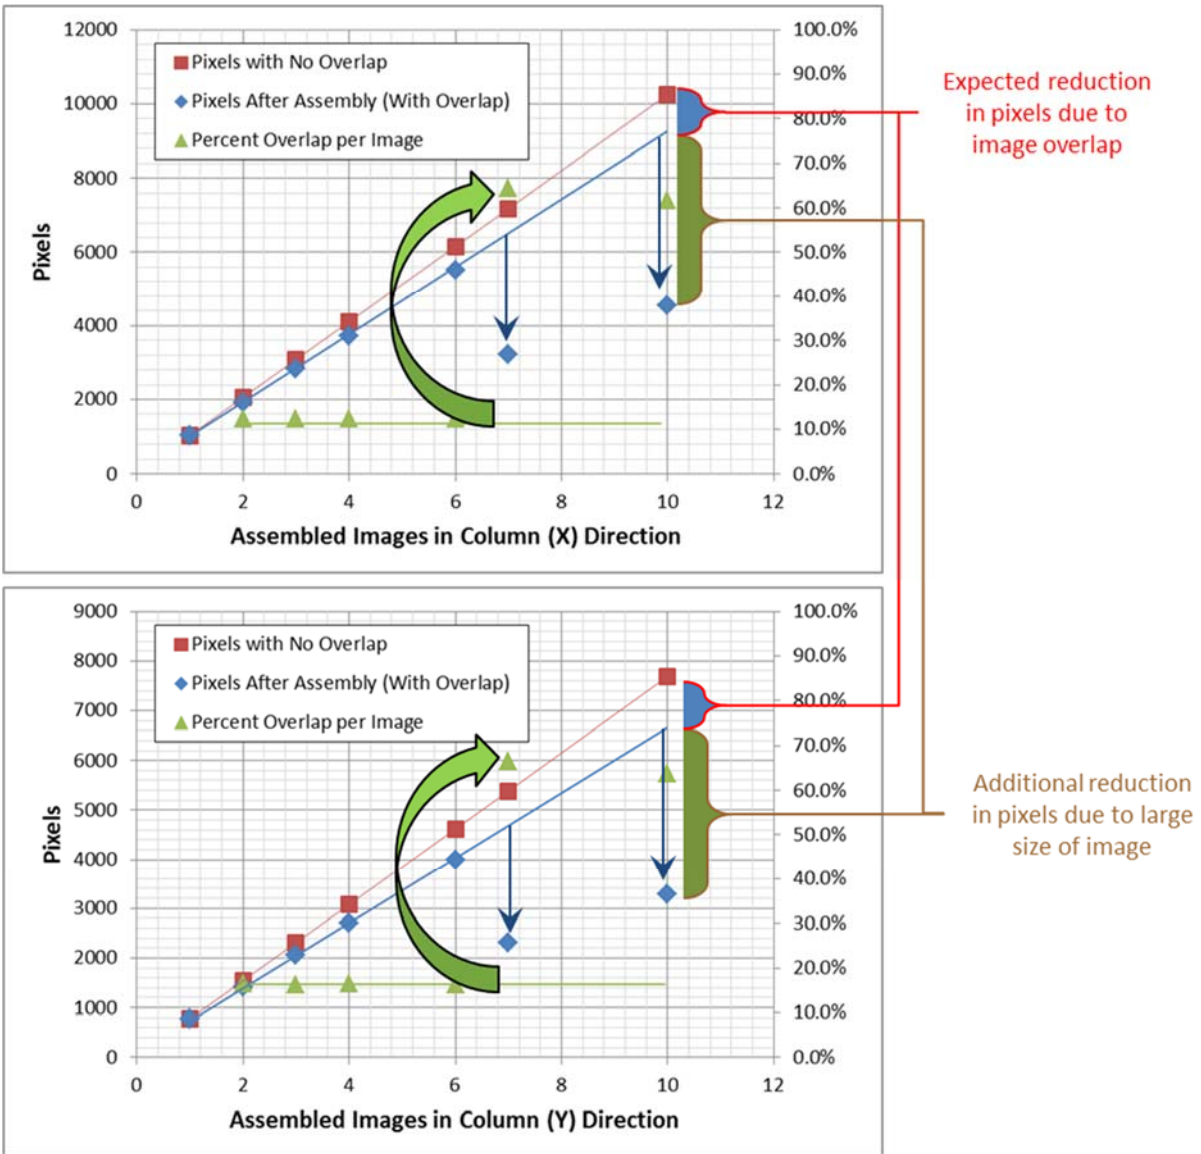 12000
10000
8000
6000
4000
2000
0
Pixels
100.0%
90.0%
80.0%
70.0%
60.0%
50.0%
40.0%
30.0%
20.0%
10.0%
0.0%
Pixels with No Overlap
Pixels After Assembly (With Overlap)
Percent Overlap per Image
0 2 4 6 8 10 12
Assembled Images in Column (X) Direction
Expected reduction
in pixels due to
image overlap
9000
8000
7000
6000
5000
4000
3000
2000
1000
0
Pixels
100.0%
90.0%
80.0%
70.0%
60.0%
50.0%
40.0%
30.0%
20.0%
10.0%
0.0%
Pixels with No Overlap
Pixels After Assembly (With Overlap)
Percent Overlap per Image
0 2 4 6 8 10 12
Assembled Images in Column (Y) Direction
Additional reduction
in pixels due to large
size of image